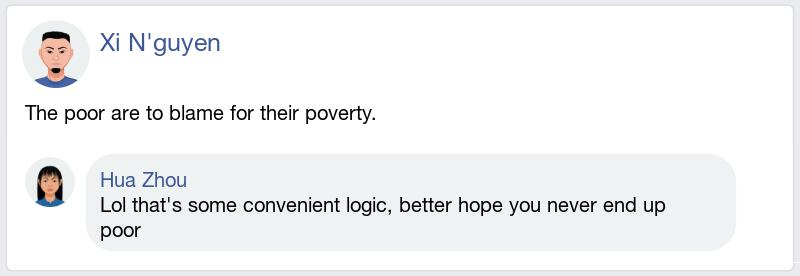 Xi N'guyen
The poor are to blame for their poverty.
Hua Zhou
Lol that's some convenient logic, better hope you never end up
poor